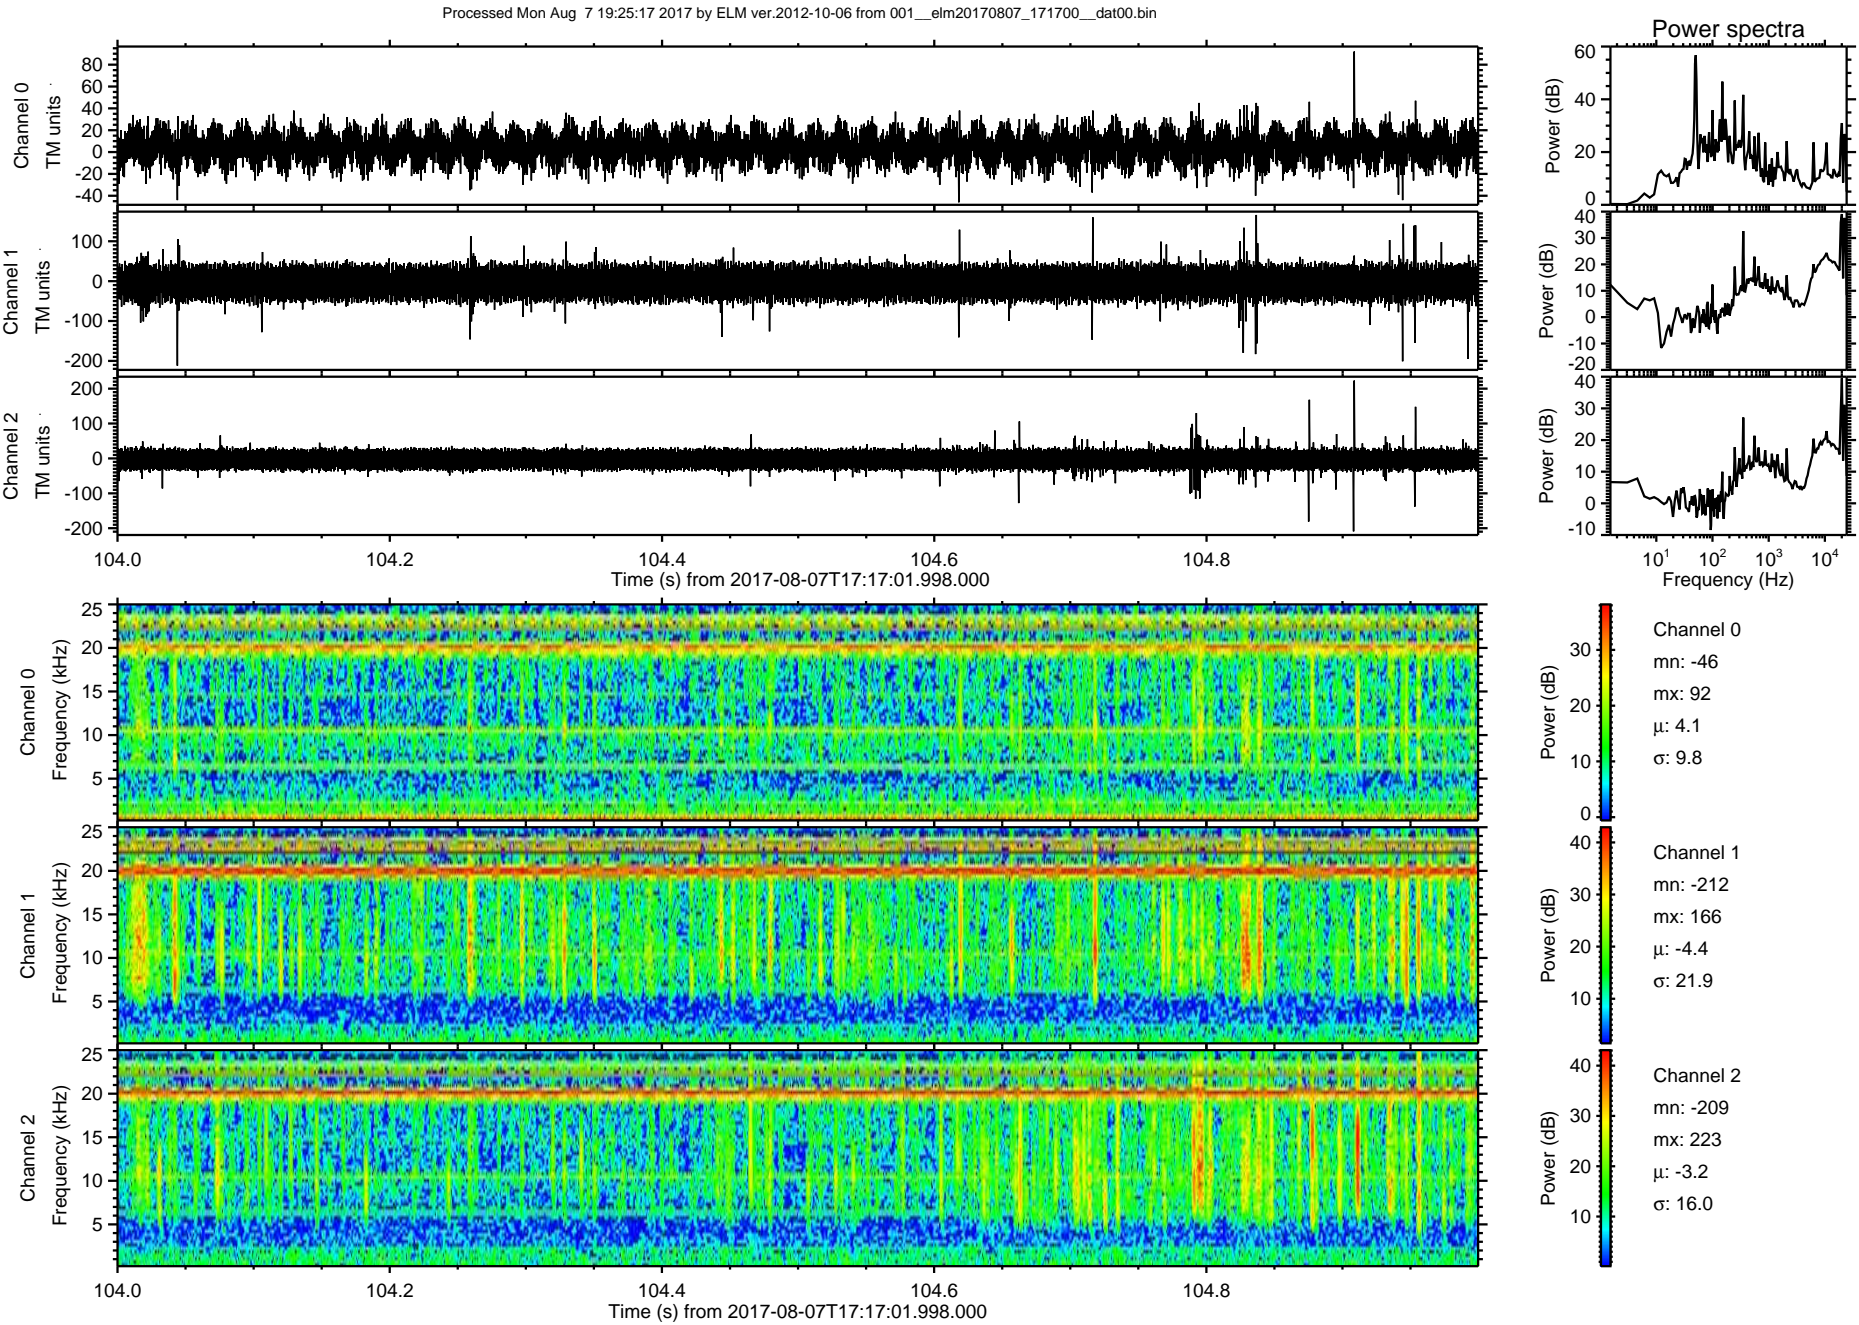 Processed Mon Aug  7 19:25:17 2017 by ELM ver.2012-10-06 from 001__elm20170807_171700__dat00.bin
Power spectra
Channel 0
TM units
80
60
40
20
0
-20
-40
Power (dB)
60
40
20
0
Channel 1
TM units
100
0
-100
-200
Power (dB)
40
30
20
10
0
-10
-20
Channel 2
TM units
200
100
0
-100
-200
Power (dB)
40
30
20
10
0
-10
104.0
104.2
104.4
104.6
104.8
Time (s) from 2017-08-07T17:17:01.998.000
10^1
10^2
10^3
10^4
Frequency (Hz)
Channel 0
Frequency (kHz)
25
20
15
10
5
Power (dB)
30
20
10
0
Channel 0
mn: -46
mx: 92
μ: 4.1
σ: 9.8
Channel 1
Frequency (kHz)
25
20
15
10
5
Power (dB)
40
30
20
10
Channel 1
mn: -212
mx: 166
μ: -4.4
σ: 21.9
Channel 2
Frequency (kHz)
25
20
15
10
5
Power (dB)
40
30
20
10
Channel 2
mn: -209
mx: 223
μ: -3.2
σ: 16.0
104.0
104.2
104.4
104.6
104.8
Time (s) from 2017-08-07T17:17:01.998.000